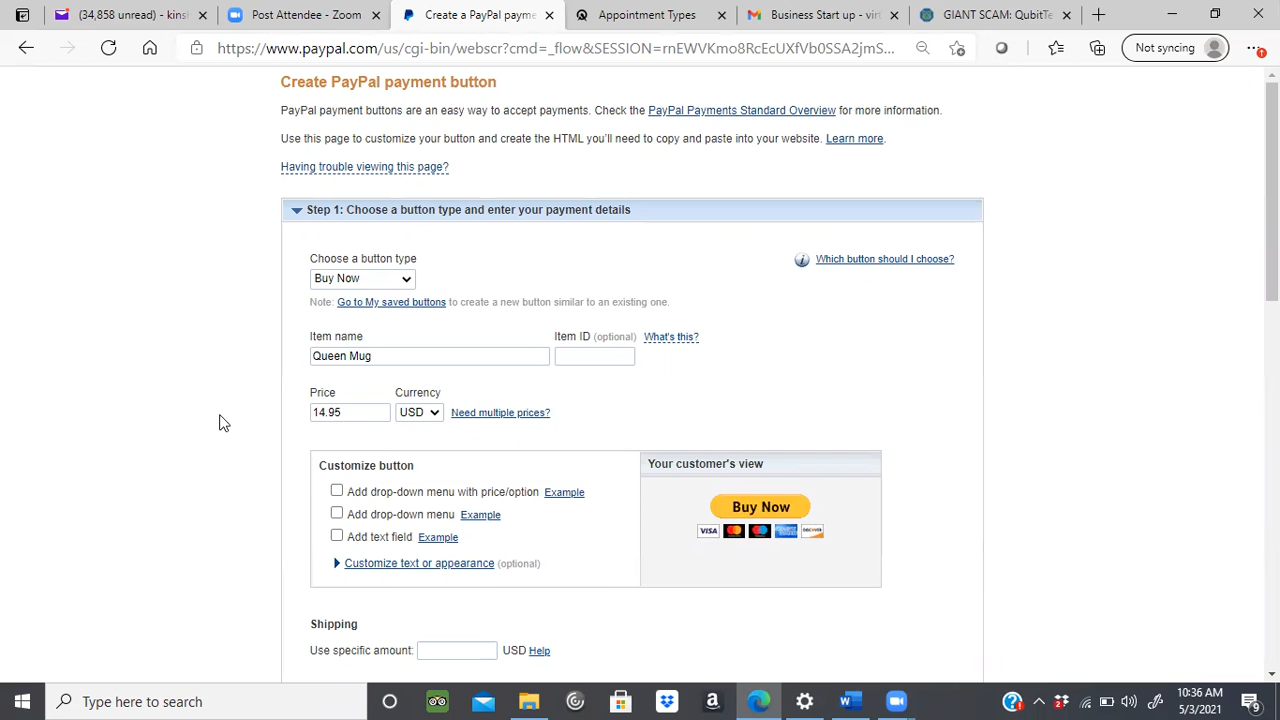 (34,858 unread) - kinsl
Post Attendee - Zoom
Create a PayPal payme
Appointment Types
Business Start up - virt
GIANT SCAM: QubitTe
https://www.paypal.com/us/cgi-bin/webscr?cmd=_flow&SESSION=rnEWVKmo8RcEcUXfVb0SSA2jmS...
Not syncing
Create PayPal payment button
PayPal payment buttons are an easy way to accept payments. Check the PayPal Payments Standard Overview for more information.
Use this page to customize your button and create the HTML you'll need to copy and paste into your website. Learn more.
Having trouble viewing this page?
Step 1: Choose a button type and enter your payment details
Choose a button type
Which button should I choose?
Buy Now
Note: Go to My saved buttons to create a new button similar to an existing one.
Item name
Item ID (optional) What's this?
Queen Mug
Price
Currency
14.95
USD
Need multiple prices?
Customize button
Your customer's view
Add drop-down menu with price/option Example
Add drop-down menu Example
Add text field Example
Customize text or appearance (optional)
Buy Now
VISA
DISCOVER
Shipping
Use specific amount:
USD Help
Type here to search
10:36 AM
5/3/2021
9